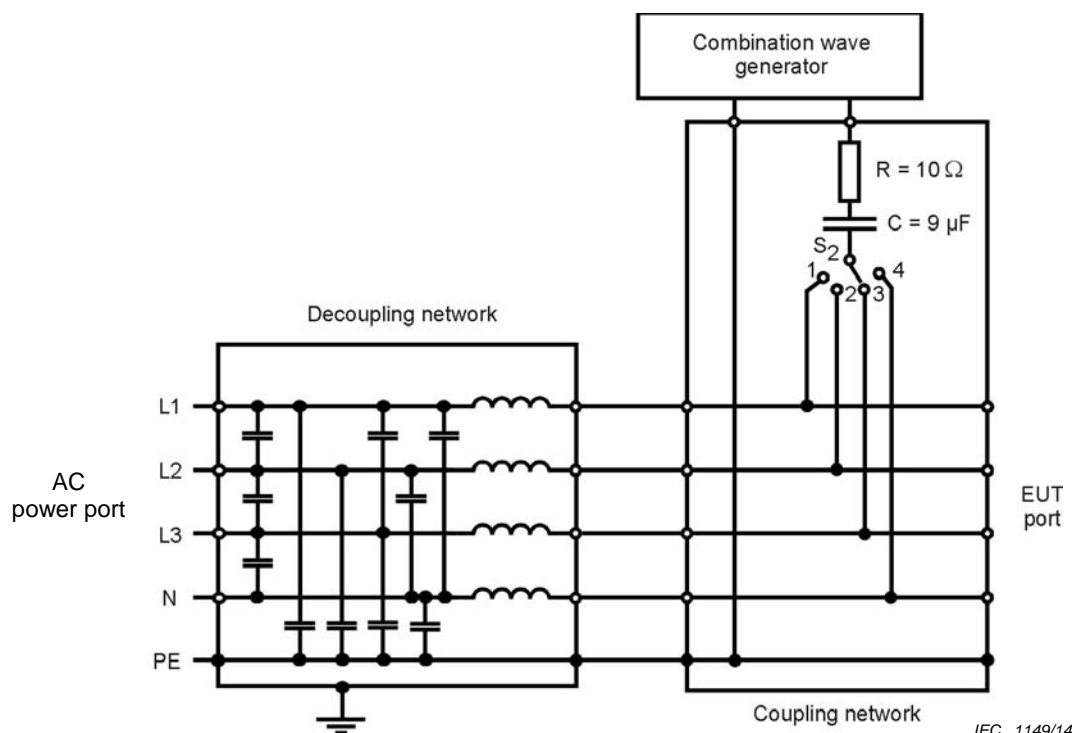 Combination wave
generator
R = 10 Ω
C = 9 µF
S2
1
2
3
4
Decoupling network
L1
L2
L3
N
PE
AC
power port
EUT
port
Coupling network
IEC 1149/14